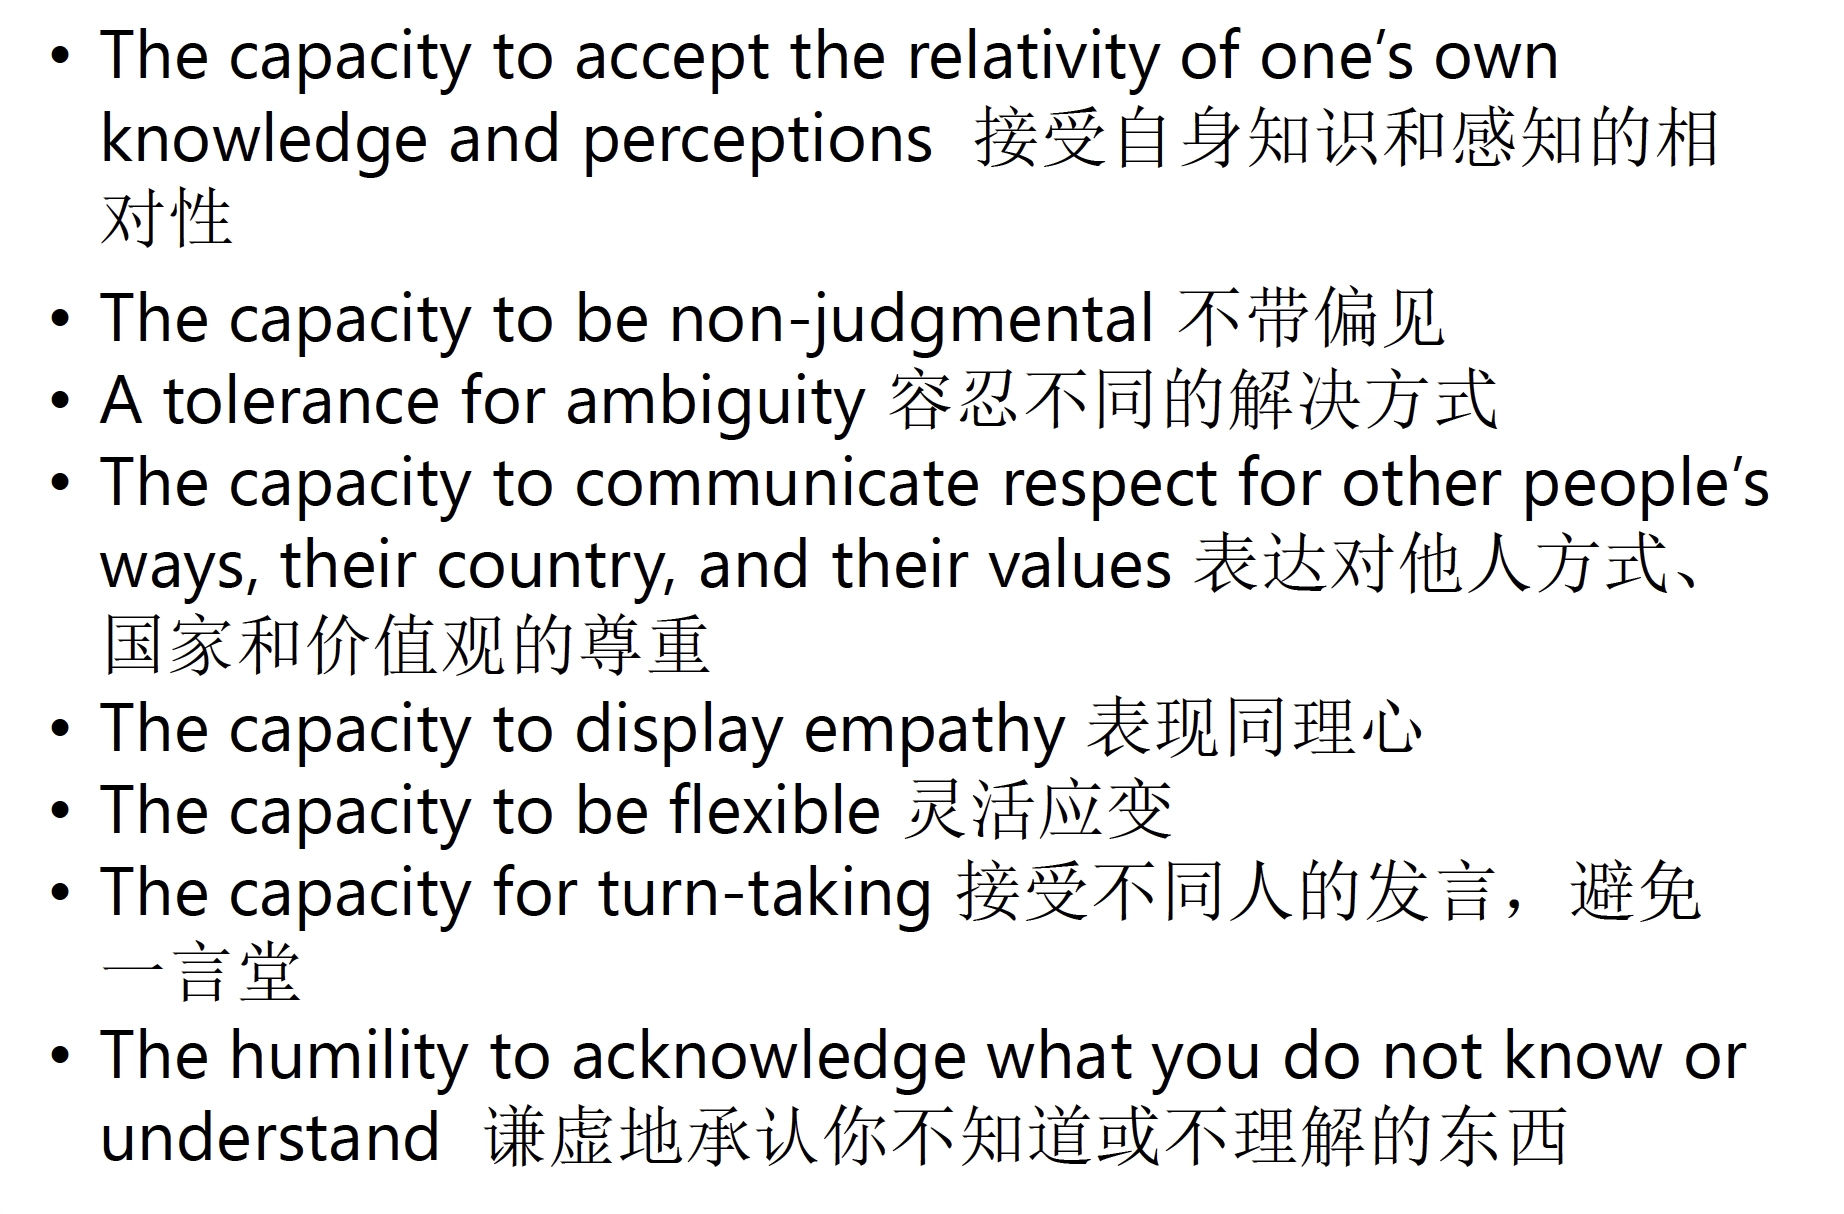 • The capacity to accept the relativity of one’s own
knowledge and perceptions 接受自身知识和感知的相
对性
• The capacity to be non-judgmental 不带偏见
• A tolerance for ambiguity 容忍不同的解决方式
• The capacity to communicate respect for other people’s
ways, their country, and their values 表达对他人方式、
国家和价值观的尊重
• The capacity to display empathy 表现同理心
• The capacity to be flexible 灵活应变
• The capacity for turn-taking 接受不同人的发言，避免
一言堂
• The humility to acknowledge what you do not know or
understand 谦虚地承认你不知道或不理解的东西